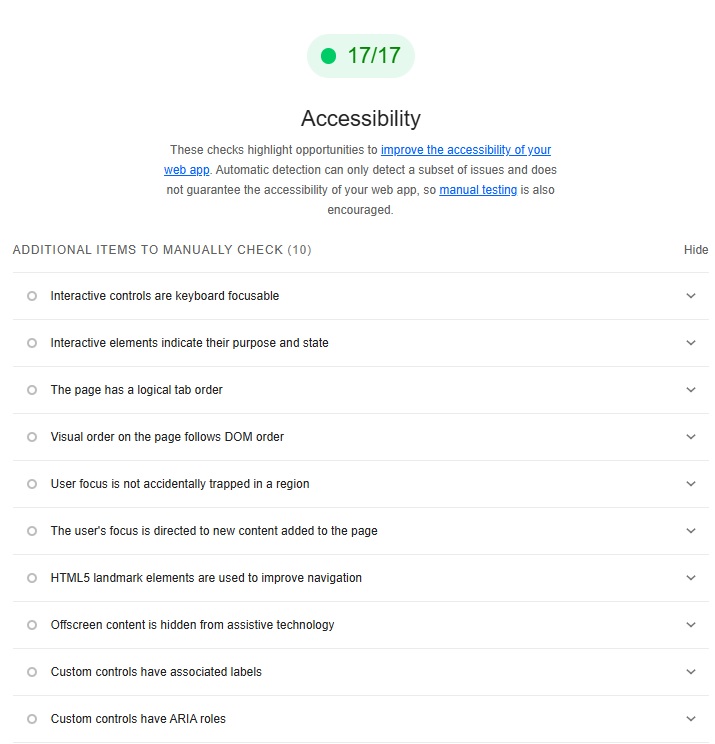 17/17
Accessibility
These checks highlight opportunities to improve the accessibility of your
web app. Automatic detection can only detect a subset of issues and does
not guarantee the accessibility of your web app, so manual testing is also
encouraged.
ADDITIONAL ITEMS TO MANUALLY CHECK (10) Hide
Interactive controls are keyboard focusable
Interactive elements indicate their purpose and state
The page has a logical tab order
Visual order on the page follows DOM order
User focus is not accidentally trapped in a region
The user's focus is directed to new content added to the page
HTML5 landmark elements are used to improve navigation
Offscreen content is hidden from assistive technology
Custom controls have associated labels
Custom controls have ARIA roles